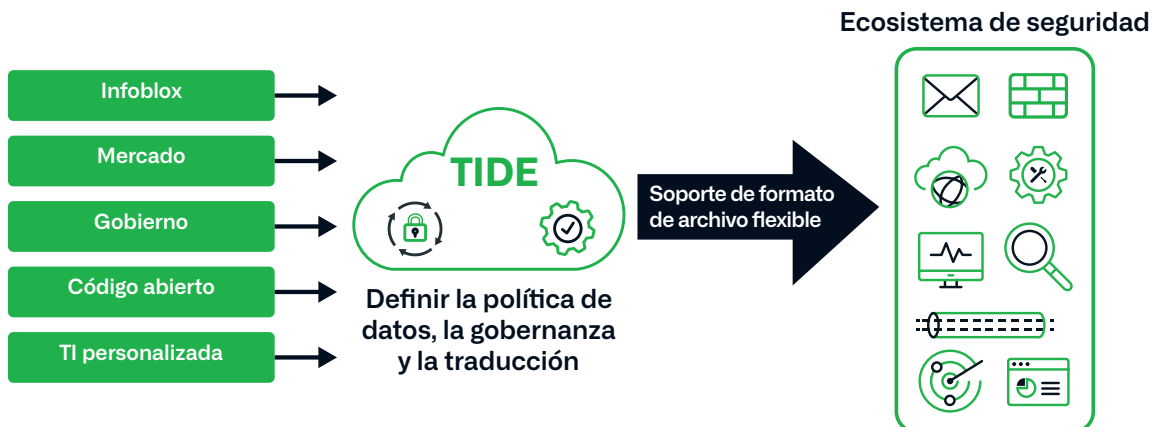 Ecosistema de seguridad
Infoblox
Mercado
Gobierno
Código abierto
TI personalizada
TIDE
Definir la política de
datos, la gobernanza
y la traducción
Soporte de formato
de archivo flexible